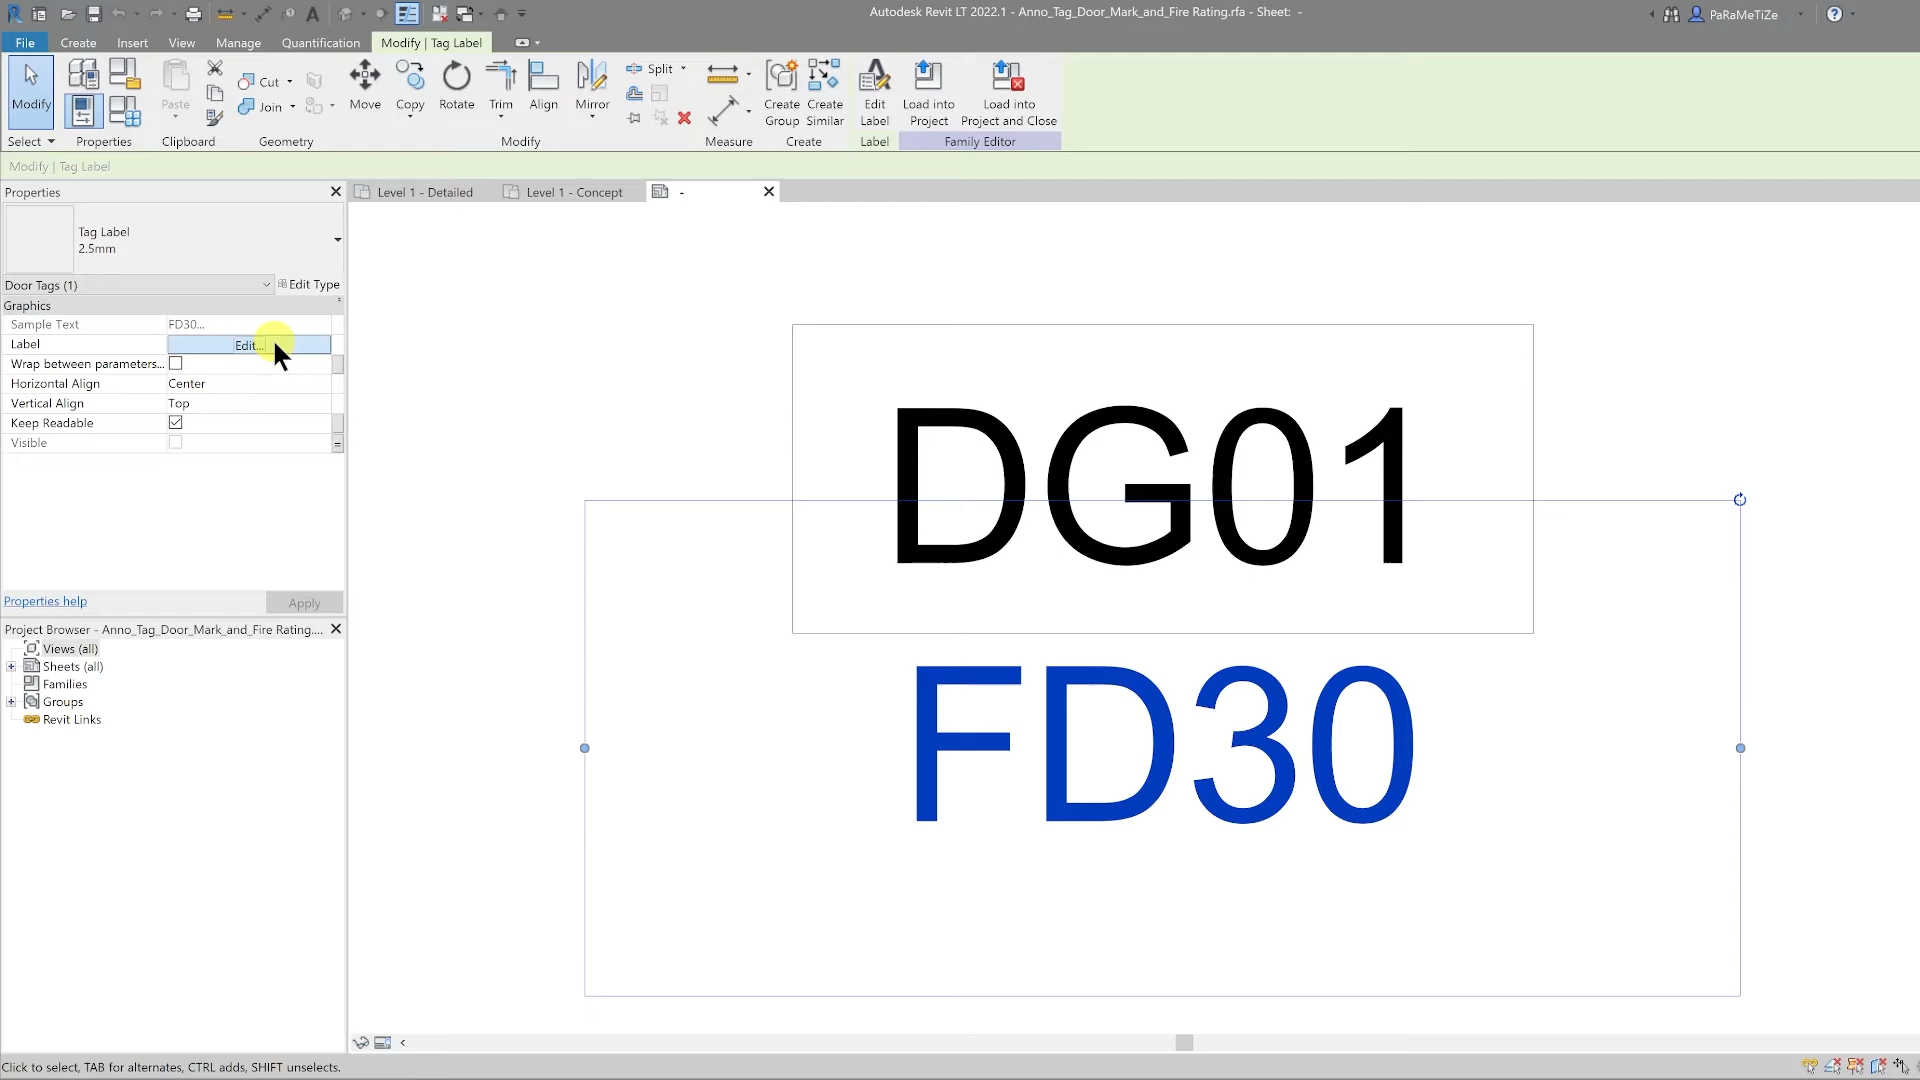 Autodesk Revit LT 2022.1 - Anno_Tag_Door_Mark_and_Fire Rating.rfa - Sheet: -
PaRaMeTiZe
File Create Insert View Manage Quantification Modify | Tag Label
Modify
Paste
Cut
Join
Move Copy Rotate Trim Align Mirror
Split
Create Group
Create Similar
Edit Label
Load into Project
Load into Project and Close
Select Properties Clipboard Geometry Modify Measure Create Label Family Editor
Modify | Tag Label
Properties
Level 1 - Detailed
Level 1 - Concept
-
Tag Label
2.5mm
Door Tags (1)
Edit Type
Graphics
Sample Text FD30...
Label Edit...
Wrap between parameters...
Horizontal Align Center
Vertical Align Top
Keep Readable
Visible
Properties help
Apply
DG01
FD30
Project Browser - Anno_Tag_Door_Mark_and_Fire Rating....
Views (all)
Sheets (all)
Families
Groups
Revit Links
Click to select, TAB for alternates, CTRL adds, SHIFT unselects.